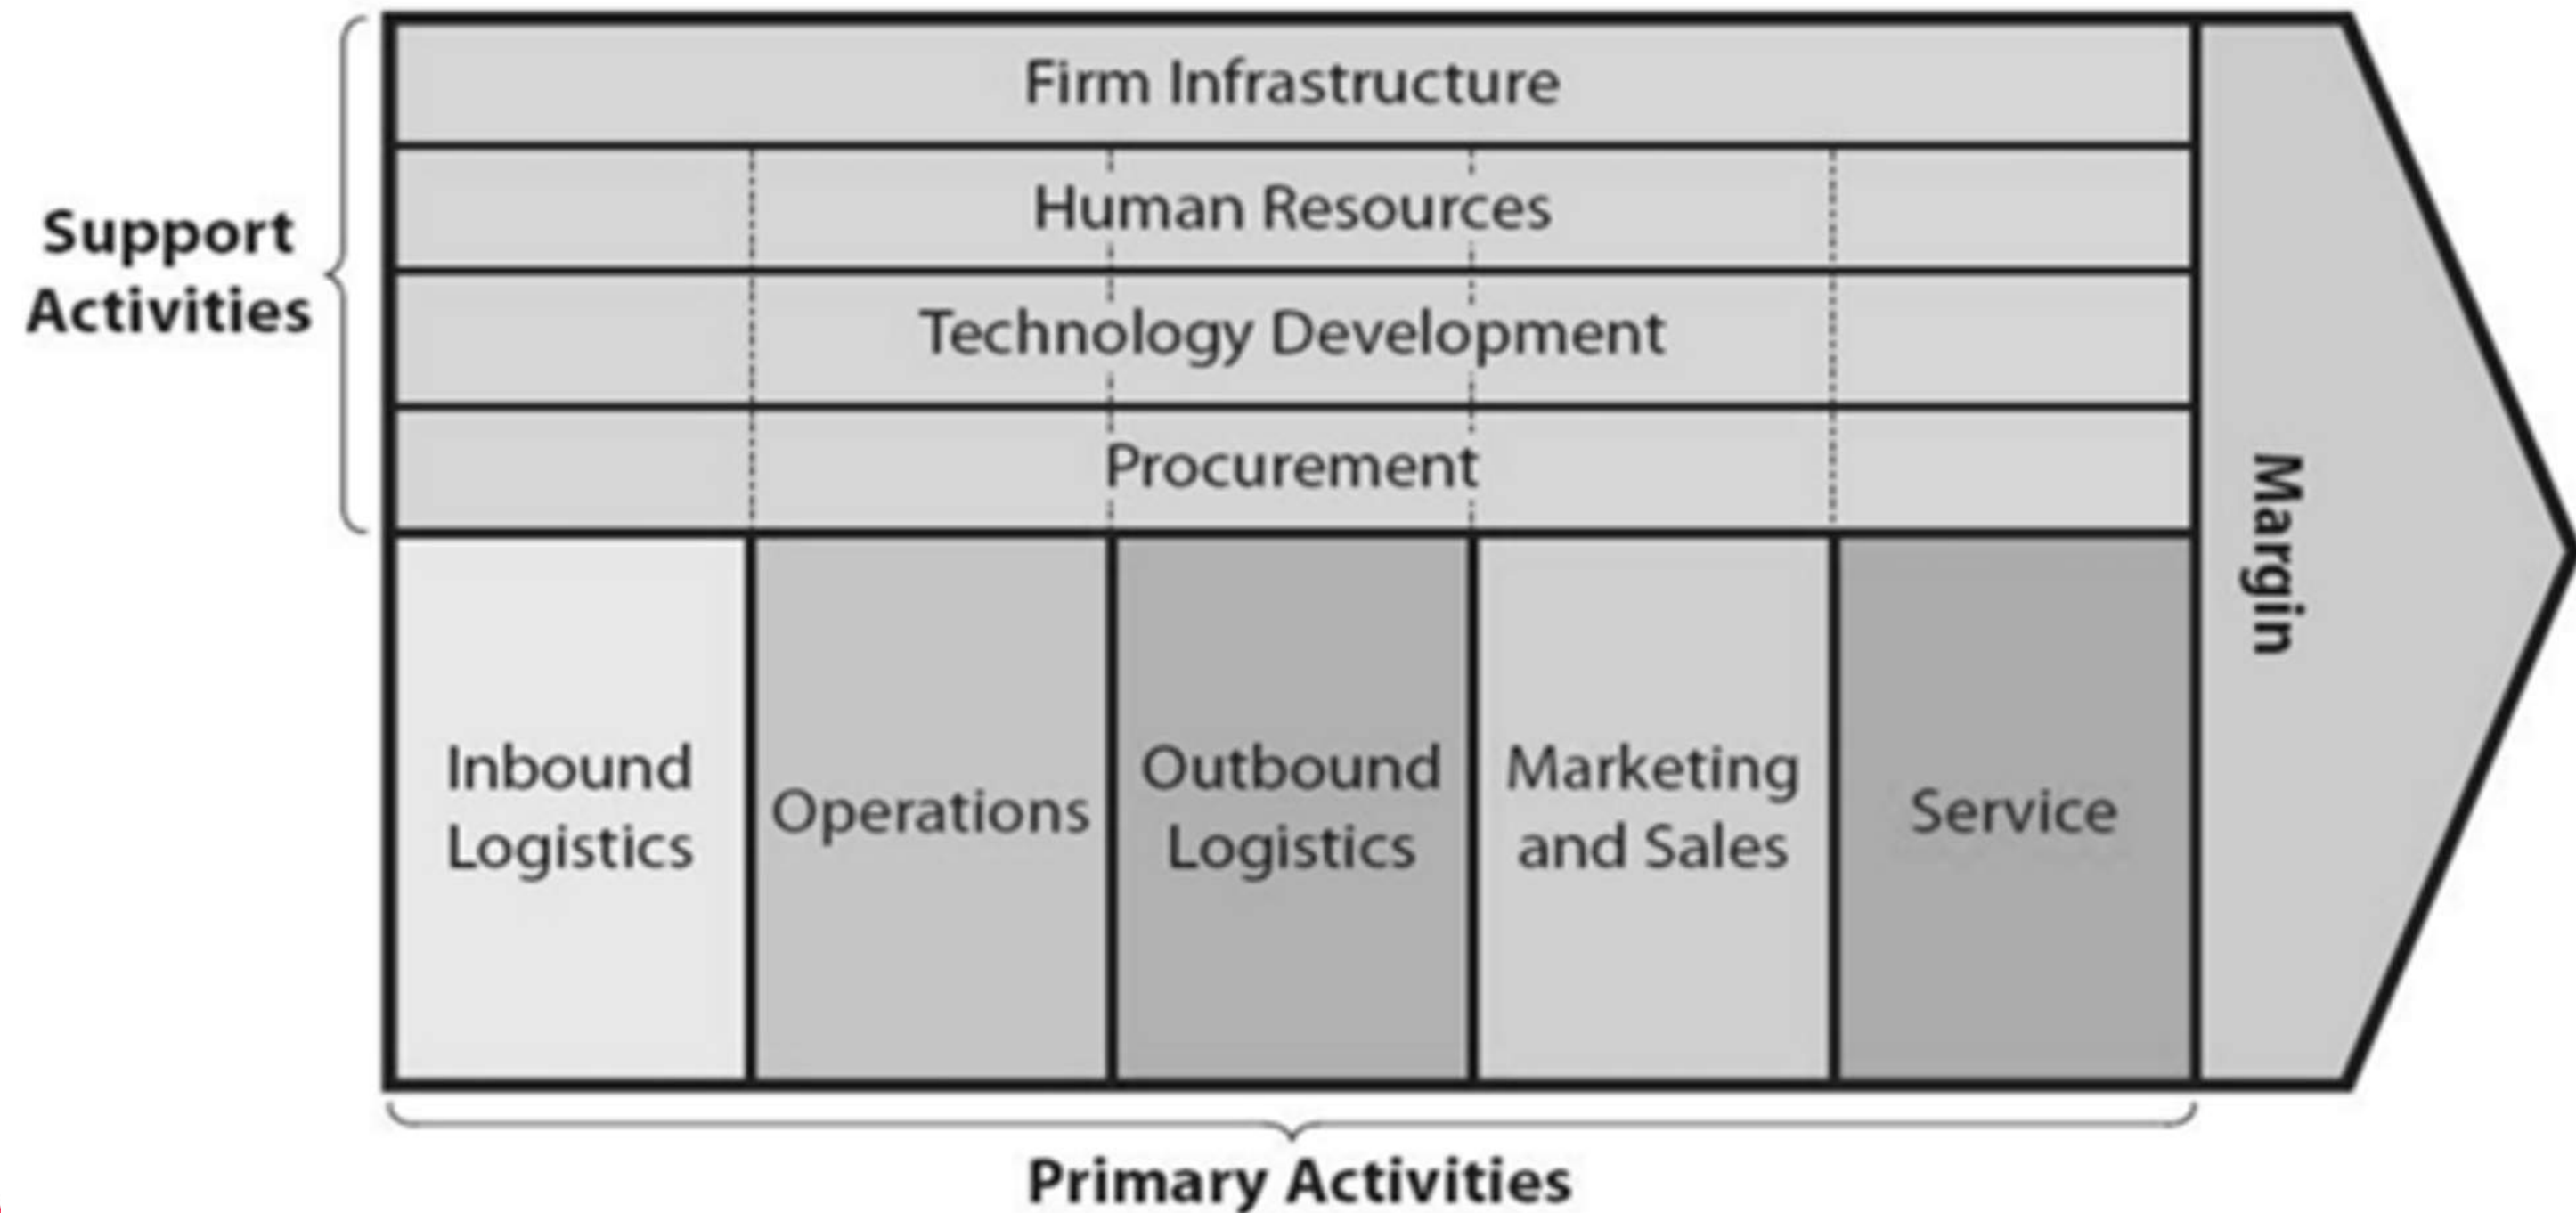 Firm Infrastructure
Human Resources
Support
Activities
Technology Development
Procurement
Margin
Inbound
Logistics
Operations
Outbound
Logistics
Marketing
and Sales
Service
Primary Activities